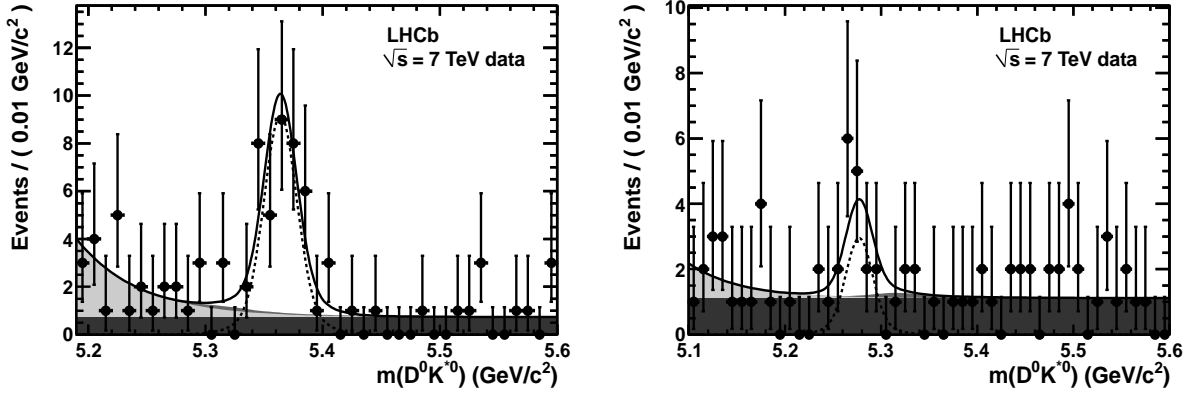 Events / ( 0.01 GeV/c²)
12
10
8
6
4
2
0
LHCb
√s = 7 TeV data
5.2 5.3 5.4 5.5 5.6
m(D⁰K*⁰) (GeV/c²)
Events / ( 0.01 GeV/c²)
10
8
6
4
2
0
LHCb
√s = 7 TeV data
5.1 5.2 5.3 5.4 5.5 5.6
m(D⁰K*⁰) (GeV/c²)